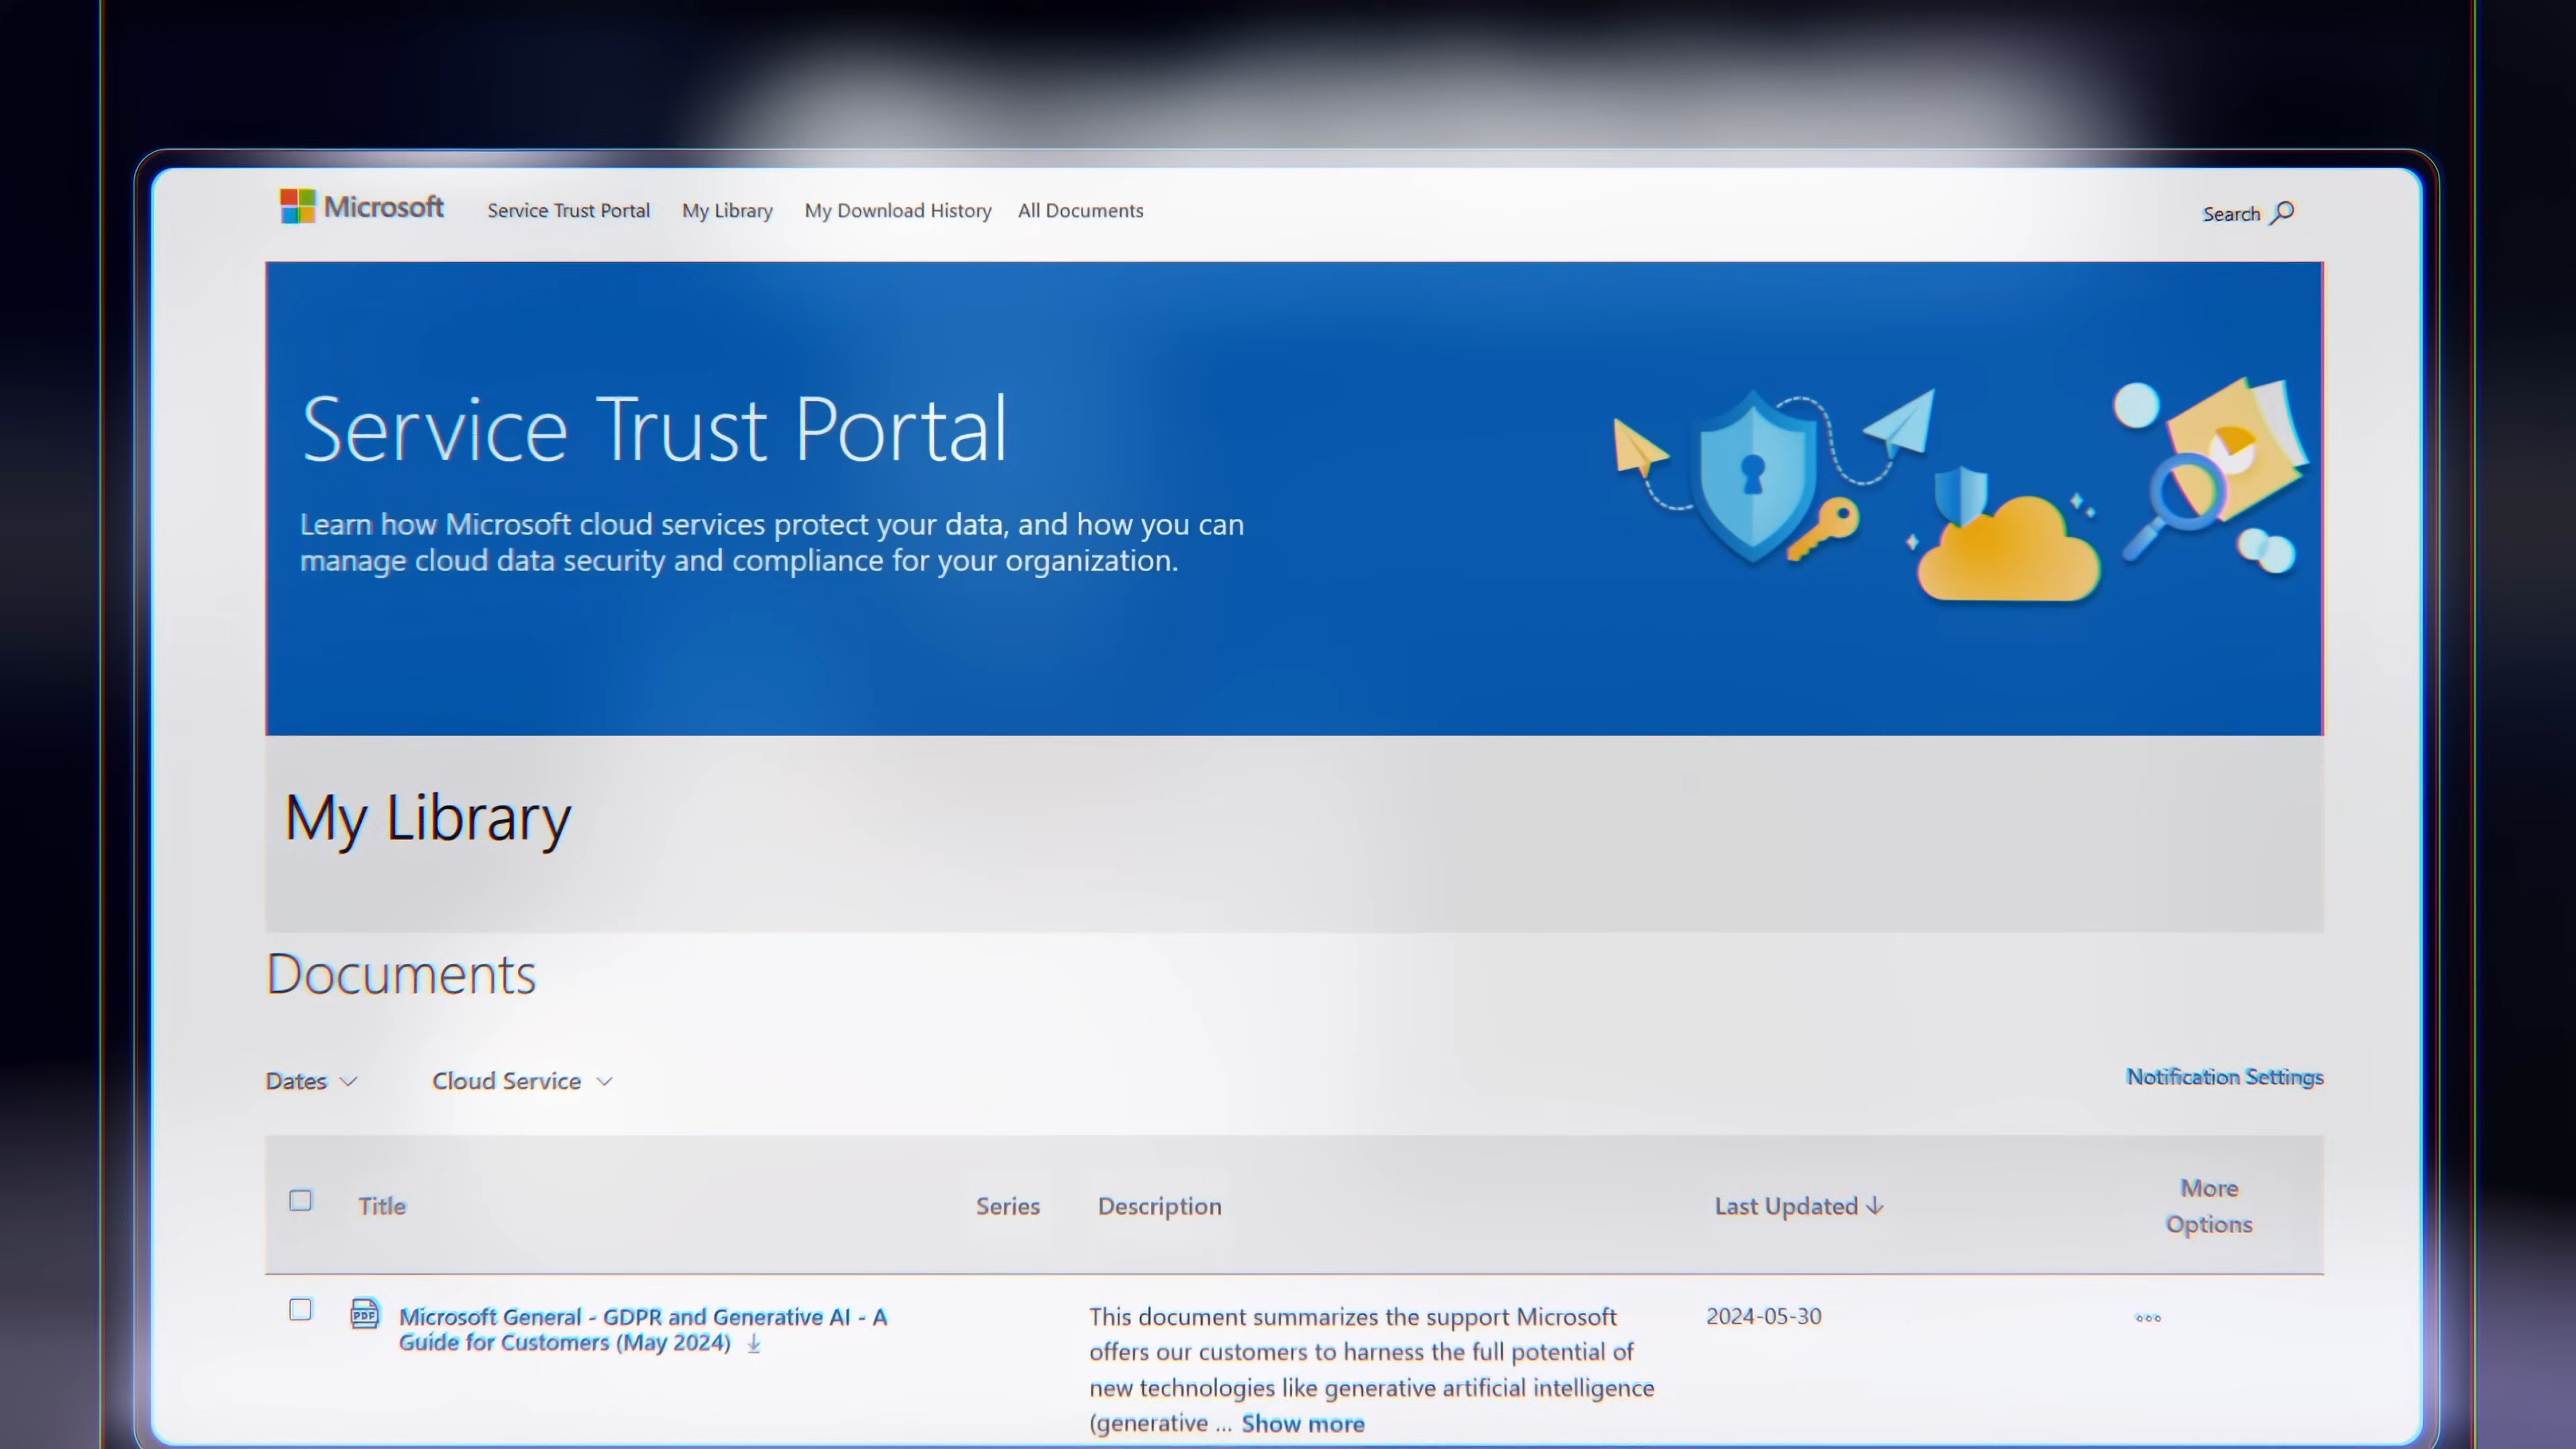 Microsoft Service Trust Portal My Library My Download History All Documents Search
Service Trust Portal
Learn how Microsoft cloud services protect your data, and how you can
manage cloud data security and compliance for your organization.
My Library
Documents
Dates Cloud Service Notification Settings
Title Series Description Last Updated ↓ More
Options
PDF Microsoft General - GDPR and Generative AI - A
Guide for Customers (May 2024)
This document summarizes the support Microsoft
offers our customers to harness the full potential of
new technologies like generative artificial intelligence
(generative ... Show more
2024-05-30